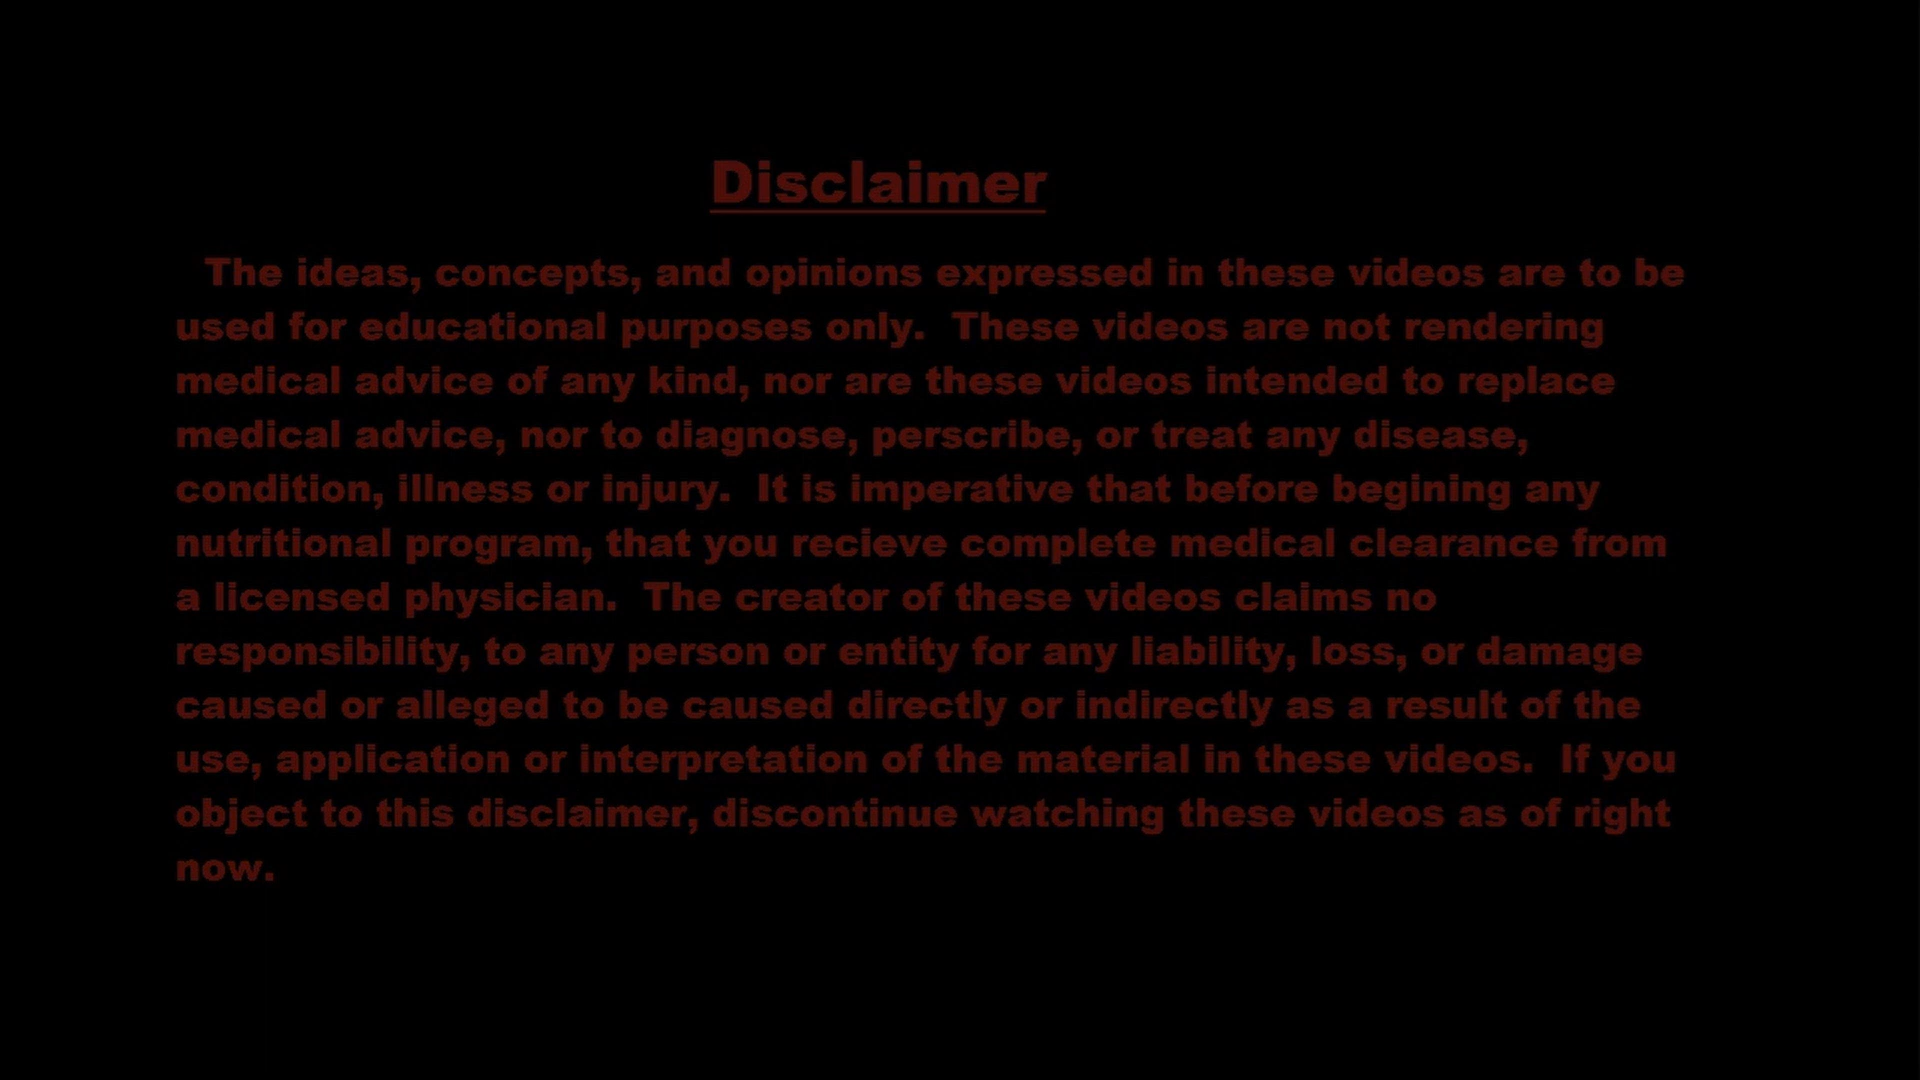 Disclaimer
The ideas, concepts, and opinions expressed in these videos are to be
used for educational purposes only.  These videos are not rendering
medical advice of any kind, nor are these videos intended to replace
medical advice, nor to diagnose, perscribe, or treat any disease,
condition, illness or injury.  It is imperative that before begining any
nutritional program, that you recieve complete medical clearance from
a licensed physician.  The creator of these videos claims no
responsibility, to any person or entity for any liability, loss, or damage
caused or alleged to be caused directly or indirectly as a result of the
use, application or interpretation of the material in these videos.  If you
object to this disclaimer, discontinue watching these videos as of right
now.